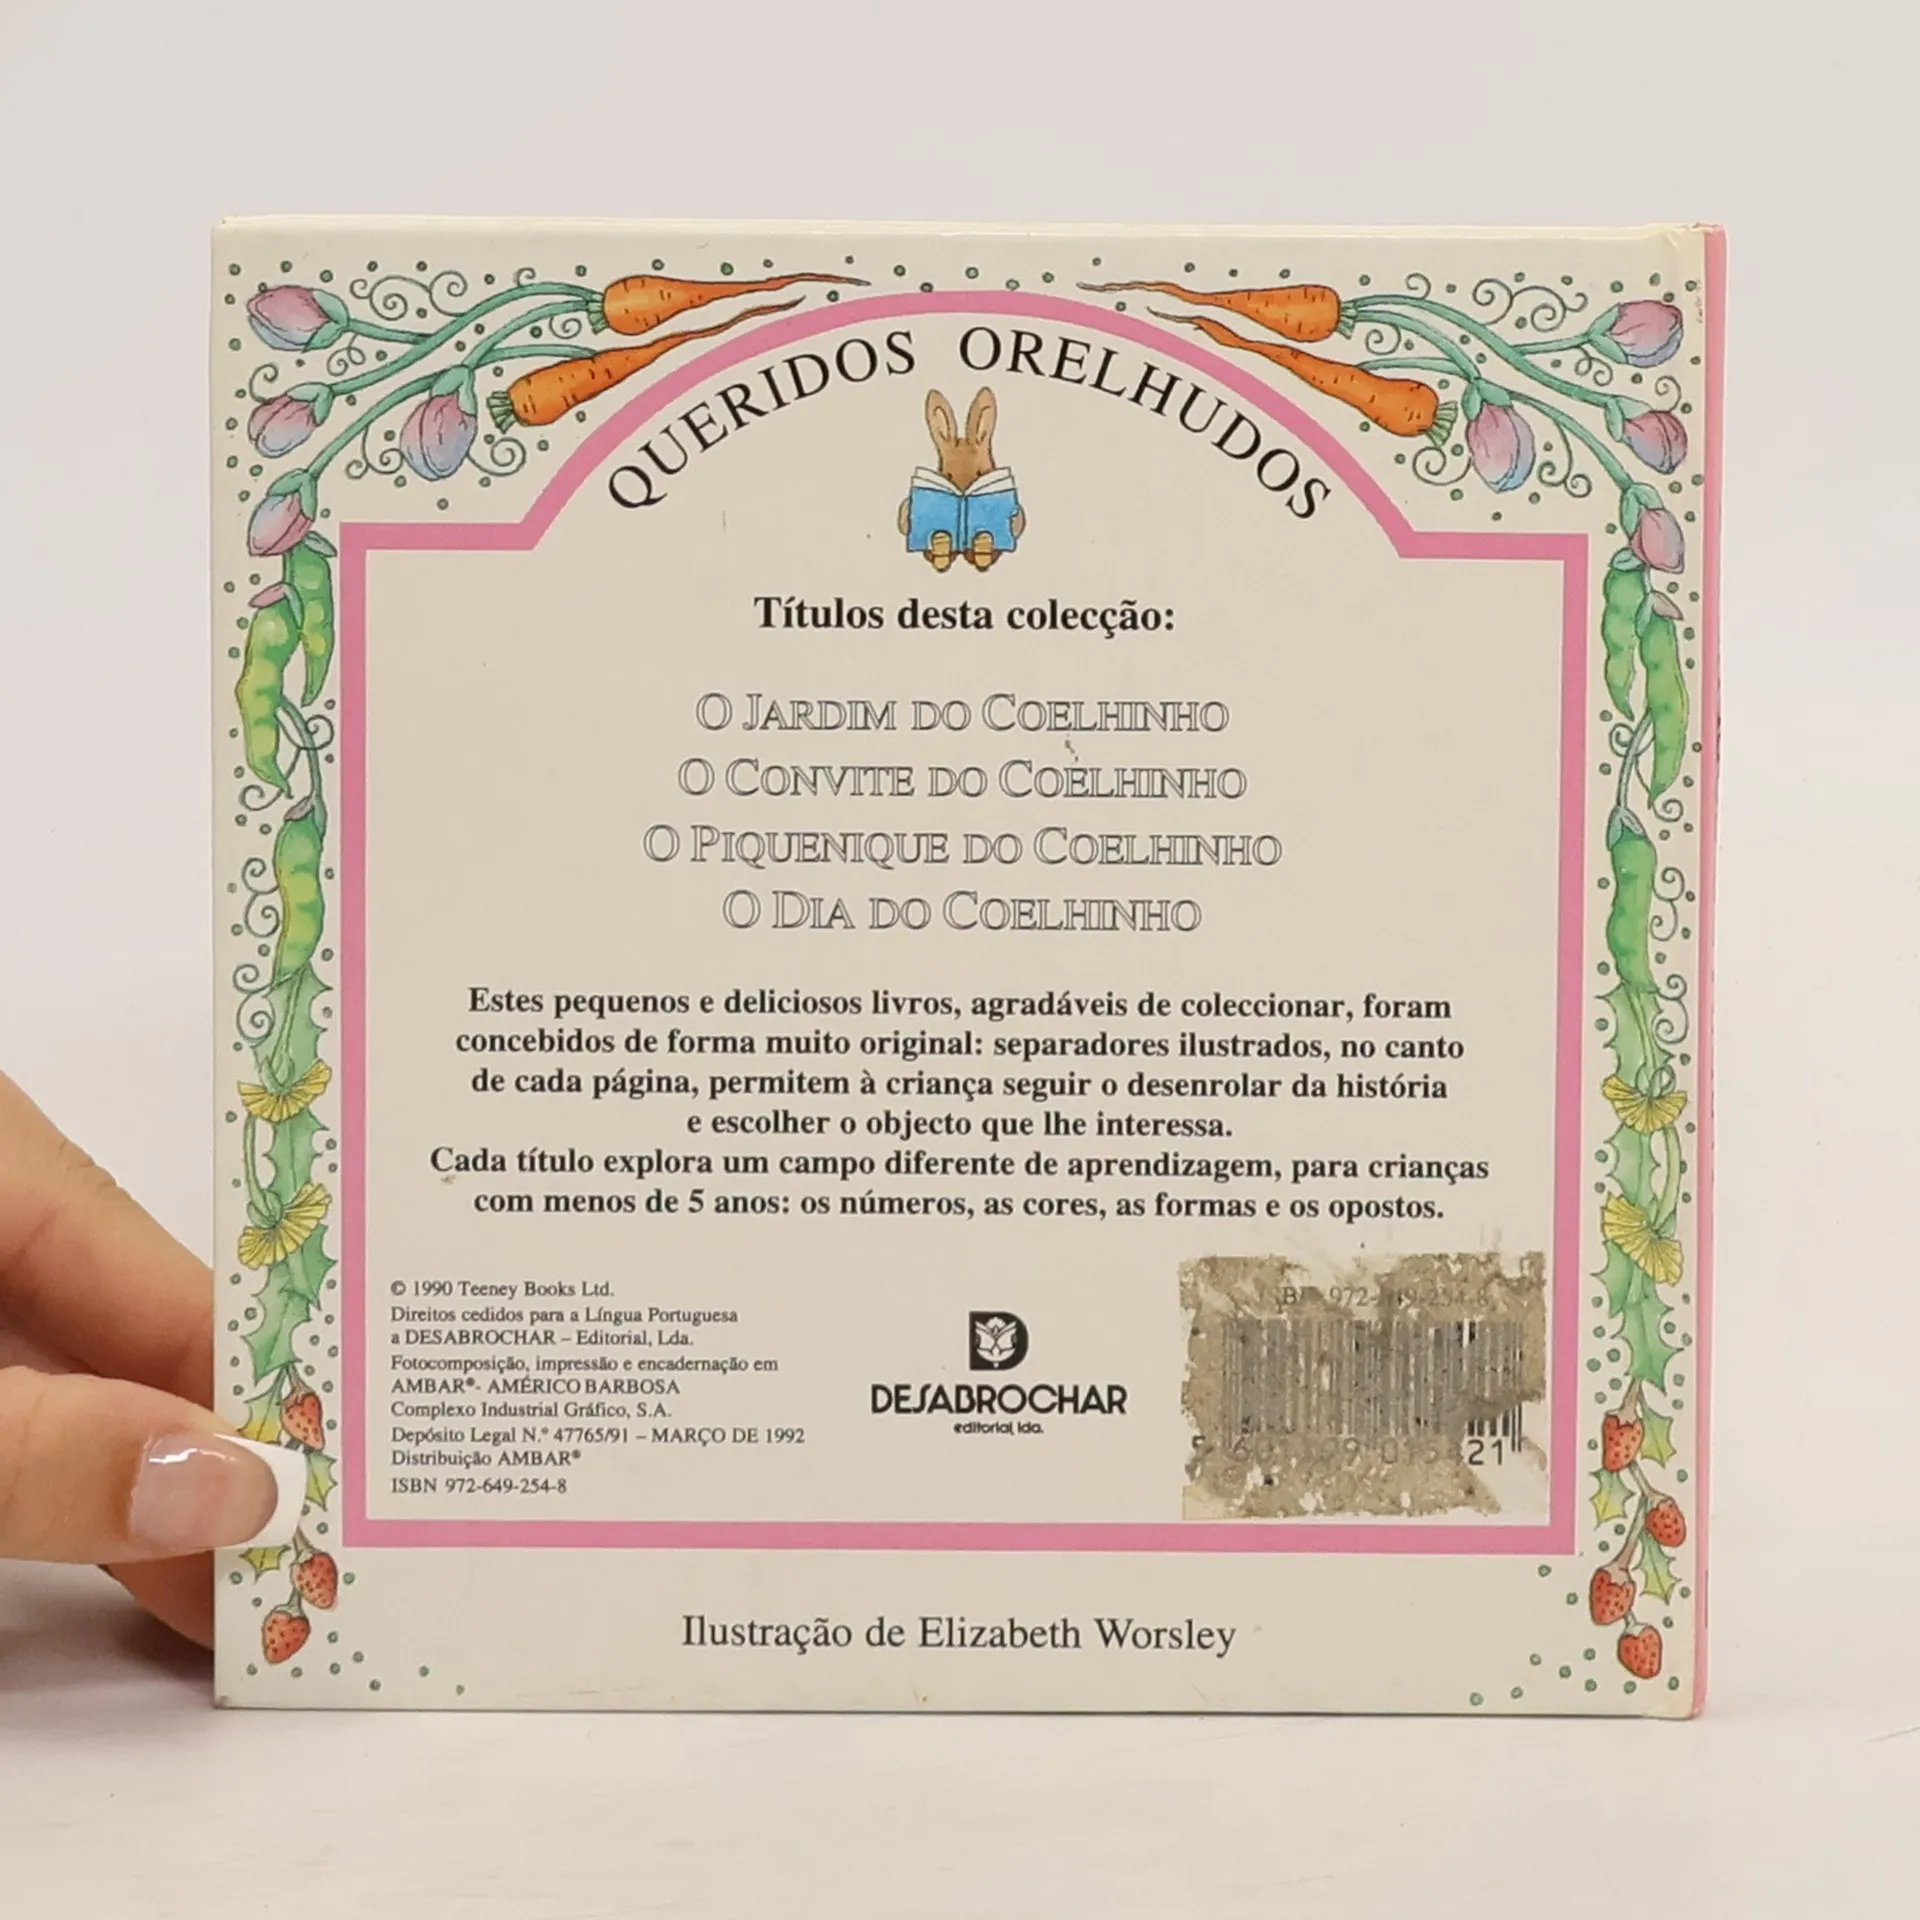 QUERIDOS ORELHUDOS
Títulos desta colecção:
O JARDIM DO COELHINHO
O CONVITE DO COELHINHO
O PIQUENIQUE DO COELHINHO
O DIA DO COELHINHO
Estes pequenos e deliciosos livros, agradáveis de coleccionar, foram
concebidos de forma muito original: separadores ilustrados, no canto
de cada página, permitem à criança seguir o desenrolar da história
e escolher o objecto que lhe interessa.
Cada título explora um campo diferente de aprendizagem, para crianças
com menos de 5 anos: os números, as cores, as formas e os opostos.
© 1990 Teeney Books Ltd.
Direitos cedidos para a Língua Portuguesa
a DESABROCHAR – Editorial, Lda.
Fotocomposição, impressão e encadernação em
AMBAR®- AMÉRICO BARBOSA
Complexo Industrial Gráfico, S.A.
Depósito Legal N.º 47765/91 – MARÇO DE 1992
Distribuição AMBAR®
ISBN 972-649-254-8
DESABROCHAR
editorial, lda.
Ilustração de Elizabeth Worsley